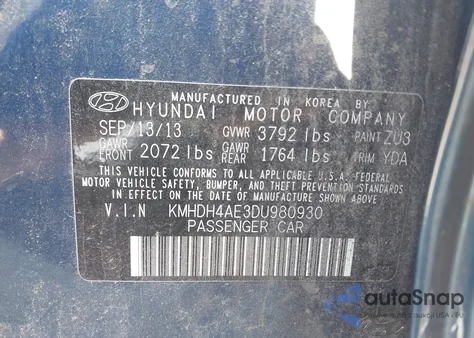 MANUFACTURED IN KOREA BY
HYUNDAI MOTOR COMPANY
SEP/13/13 GVWR 3792 lbs PAINT ZU3
GAWR FRONT 2072 lbs GAWR REAR 1764 lbs TRIM YDA
THIS VEHICLE CONFORMS TO ALL APPLICABLE U.S.A. FEDERAL
MOTOR VEHICLE SAFETY, BUMPER, AND THEFT PREVENTION STANDARDS
IN EFFECT ON THE DATE OF MANUFACTURE SHOWN ABOVE.
V.I.N KMHDH4AE3DU980930
PASSENGER CAR
autoSnap